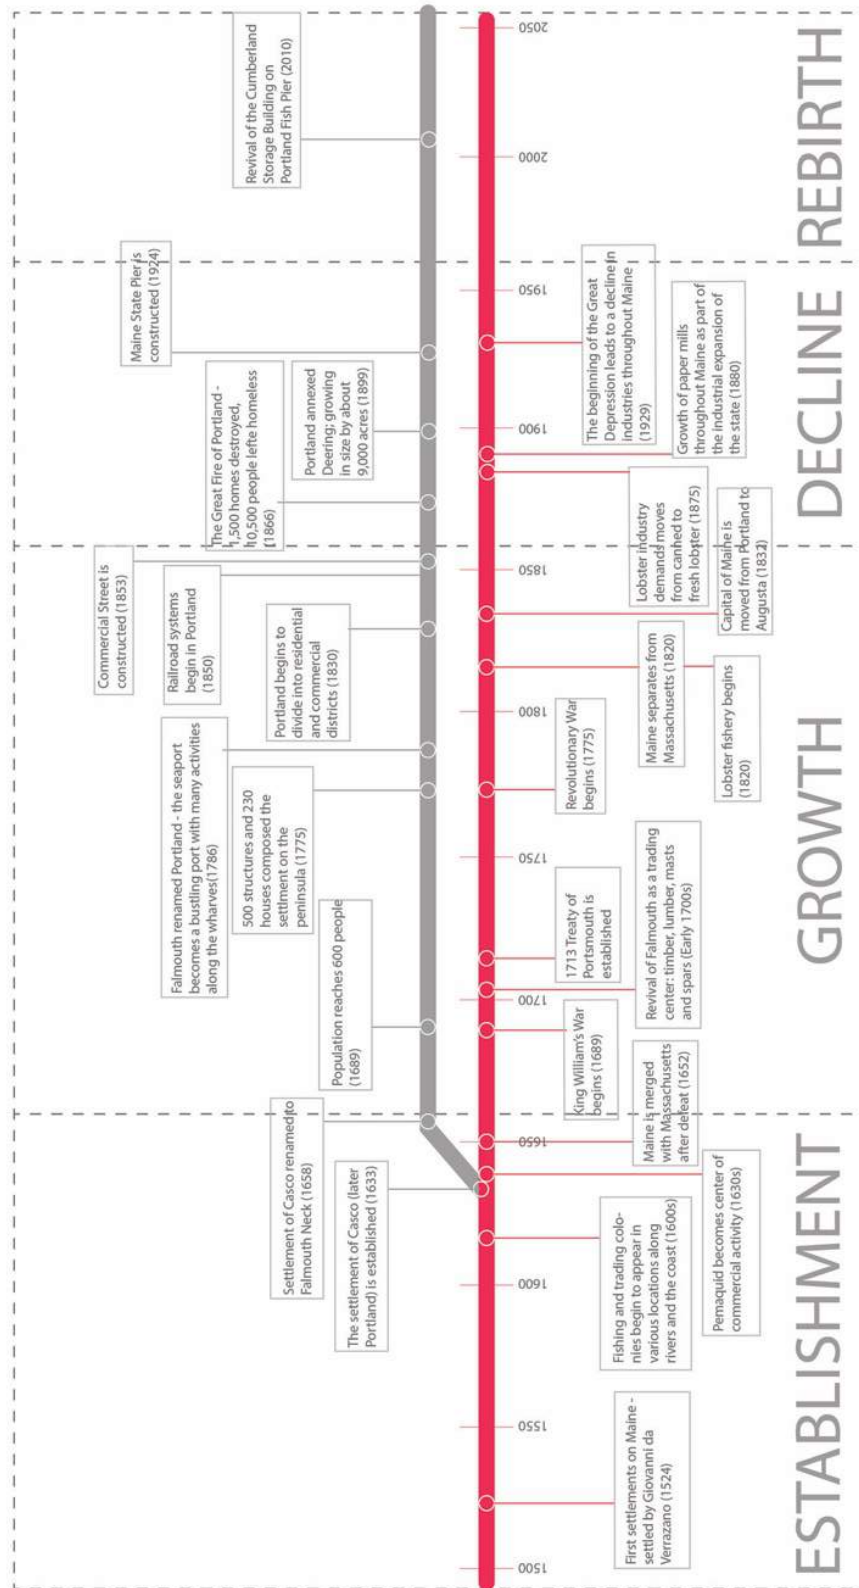 Settlement of Casco renamed to
Falmouth Neck (1658)
The settlement of Casco (later
Portland) is established (1633)
Population reaches 600 people
(1689)
Falmouth renamed Portland - the seaport
becomes a bustling port with many activities
along the wharves(1786)
500 structures and 230
houses composed the
settlment on the
peninsula (1775)
Commercial Street is
constructed (1853)
Railroad systems
begin in Portland
(1850)
Portland begins to
divide into residential
and commercial
districts (1830)
Maine State Pier is
constructed (1924)
The Great Fire of Portland -
1,500 homes destroyed,
10,500 people lefte homeless
(1866)
Portland annexed
Deering; growing
in size by about
9,000 acres (1899)
Revival of the Cumberland
Storage Building on
Portland Fish Pier (2010)
1500
1550
1600
1650
1700
1750
1800
1850
1900
1950
2000
2050
First settlements on Maine -
settled by Giovanni da
Verrazano (1524)
Fishing and trading colo-
nies begin to appear in
various locations along
rivers and the coast (1600s)
Pemaquid becomes center of
commercial activity (1630s)
Maine is merged
with Massachusetts
after defeat (1652)
King William's War
begins (1689)
Revival of Falmouth as a trading
center: timber, lumber, masts
and spars (Early 1700s)
1713 Treaty of
Portsmouth is
established
Revolutionary War
begins (1775)
Maine separates from
Massachusetts (1820)
Lobster fishery begins
(1820)
Capital of Maine is
moved from Portland to
Augusta (1832)
Lobster industry
demands moves
from canned to
fresh lobster (1875)
Growth of paper mills
throughout Maine as part of
the industrial expansion of
the state (1880)
The beginning of the Great
Depression leads to a decline in
industries throughout Maine
(1929)
ESTABLISHMENT
GROWTH
DECLINE
REBIRTH